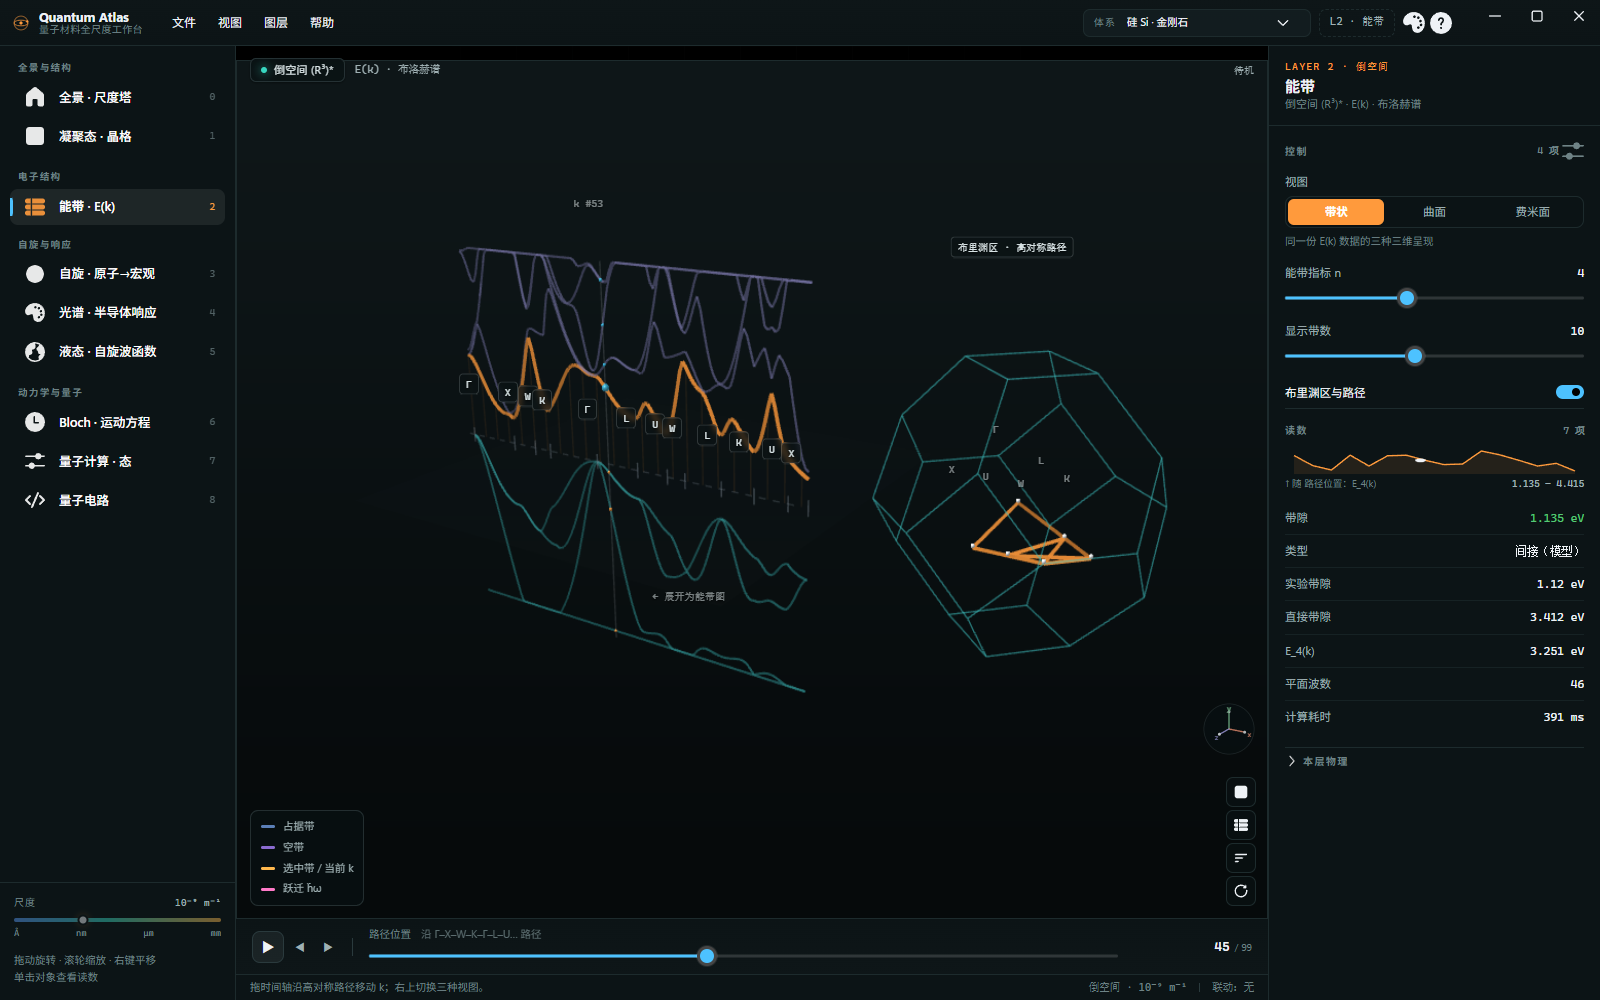 Quantum Atlas
量子材料全尺度工作台
文件
视图
图层
帮助
体系
硅 Si · 金刚石
L2 · 能带
全景与结构
全景 · 尺度塔
0
凝聚态 · 晶格
1
电子结构
能带 · E(k)
2
自旋与响应
自旋 · 原子→宏观
3
光谱 · 半导体响应
4
液态 · 自旋波函数
5
动力学与量子
Bloch · 运动方程
6
量子计算 · 态
7
量子电路
8
尺度
10⁻⁹ m⁻¹
Å
nm
μm
mm
拖动旋转 · 滚轮缩放 · 右键平移
单击对象查看读数
倒空间 (R³)*
E(k) · 布洛赫谱
待机
k #53
Γ
X
W
K
Γ
L
U
W
L
K
U
X
← 展开为能带图
布里渊区 · 高对称路径
Γ
X
U
L
W
K
y
z
x
占据带
空带
选中带 / 当前 k
跃迁 ħω
路径位置
沿 Γ–X–W–K–Γ–L–U… 路径
45 / 99
拖时间轴沿高对称路径移动 k；右上切换三种视图。
倒空间 · 10⁻⁹ m⁻¹
联动：无
LAYER 2 · 倒空间
能带
倒空间 (R³)* · E(k) · 布洛赫谱
控制
4 项
视图
带状
曲面
费米面
同一份 E(k) 数据的三种三维呈现
能带指标 n
4
显示带数
10
布里渊区与路径
读数
7 项
↑ 随 路径位置：E_4(k)
1.135 – 4.415
带隙
1.135 eV
类型
间接（模型）
实验带隙
1.12 eV
直接带隙
3.412 eV
E_4(k)
3.251 eV
平面波数
46
计算耗时
391 ms
本层物理